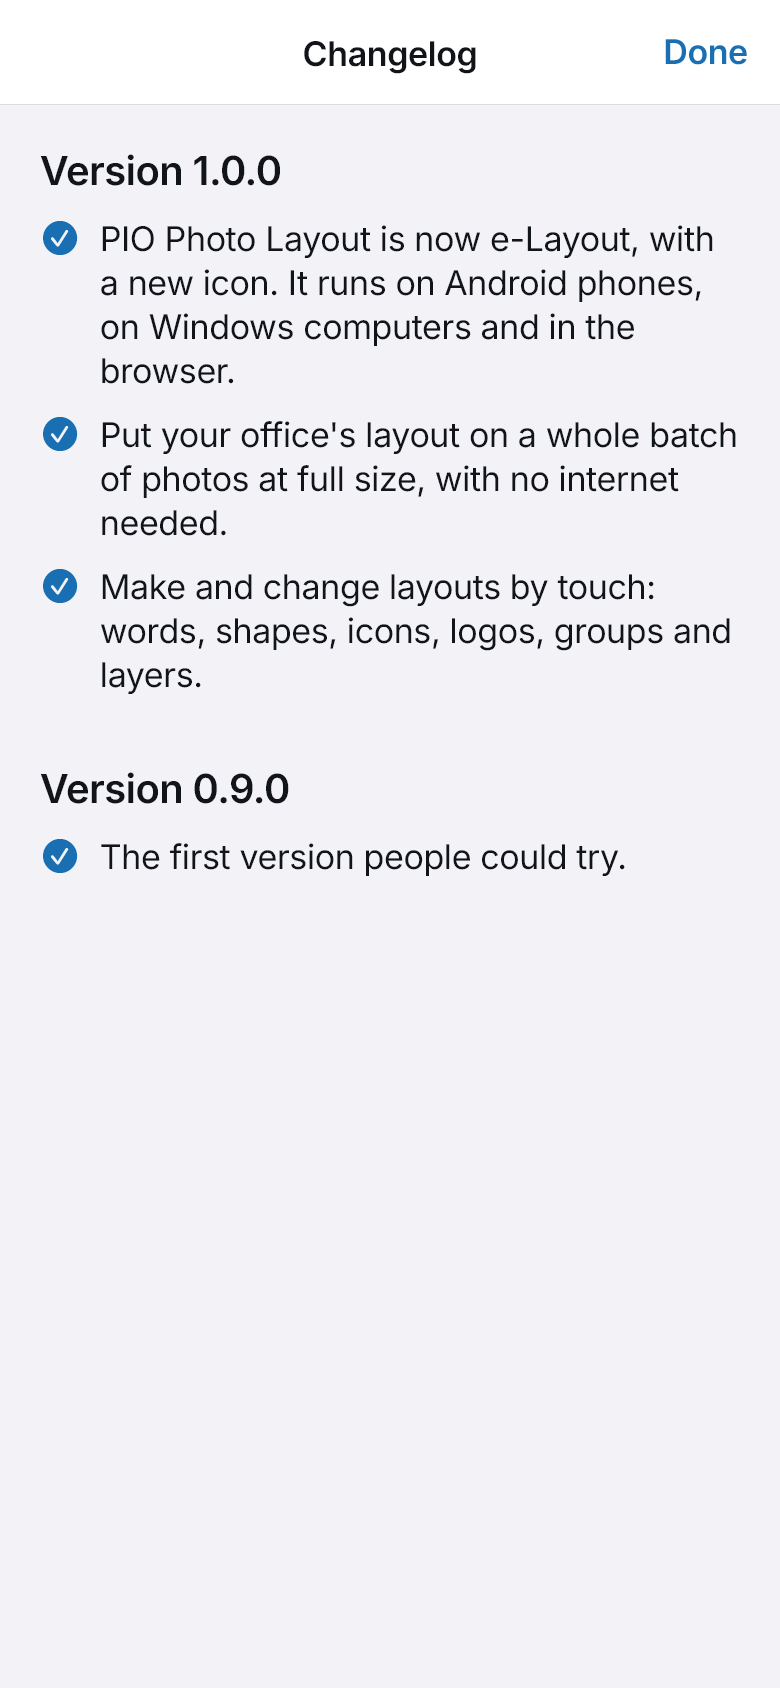 Changelog
Done
Version 1.0.0
PIO Photo Layout is now e-Layout, with
a new icon. It runs on Android phones,
on Windows computers and in the
browser.
Put your office's layout on a whole batch
of photos at full size, with no internet
needed.
Make and change layouts by touch:
words, shapes, icons, logos, groups and
layers.
Version 0.9.0
The first version people could try.